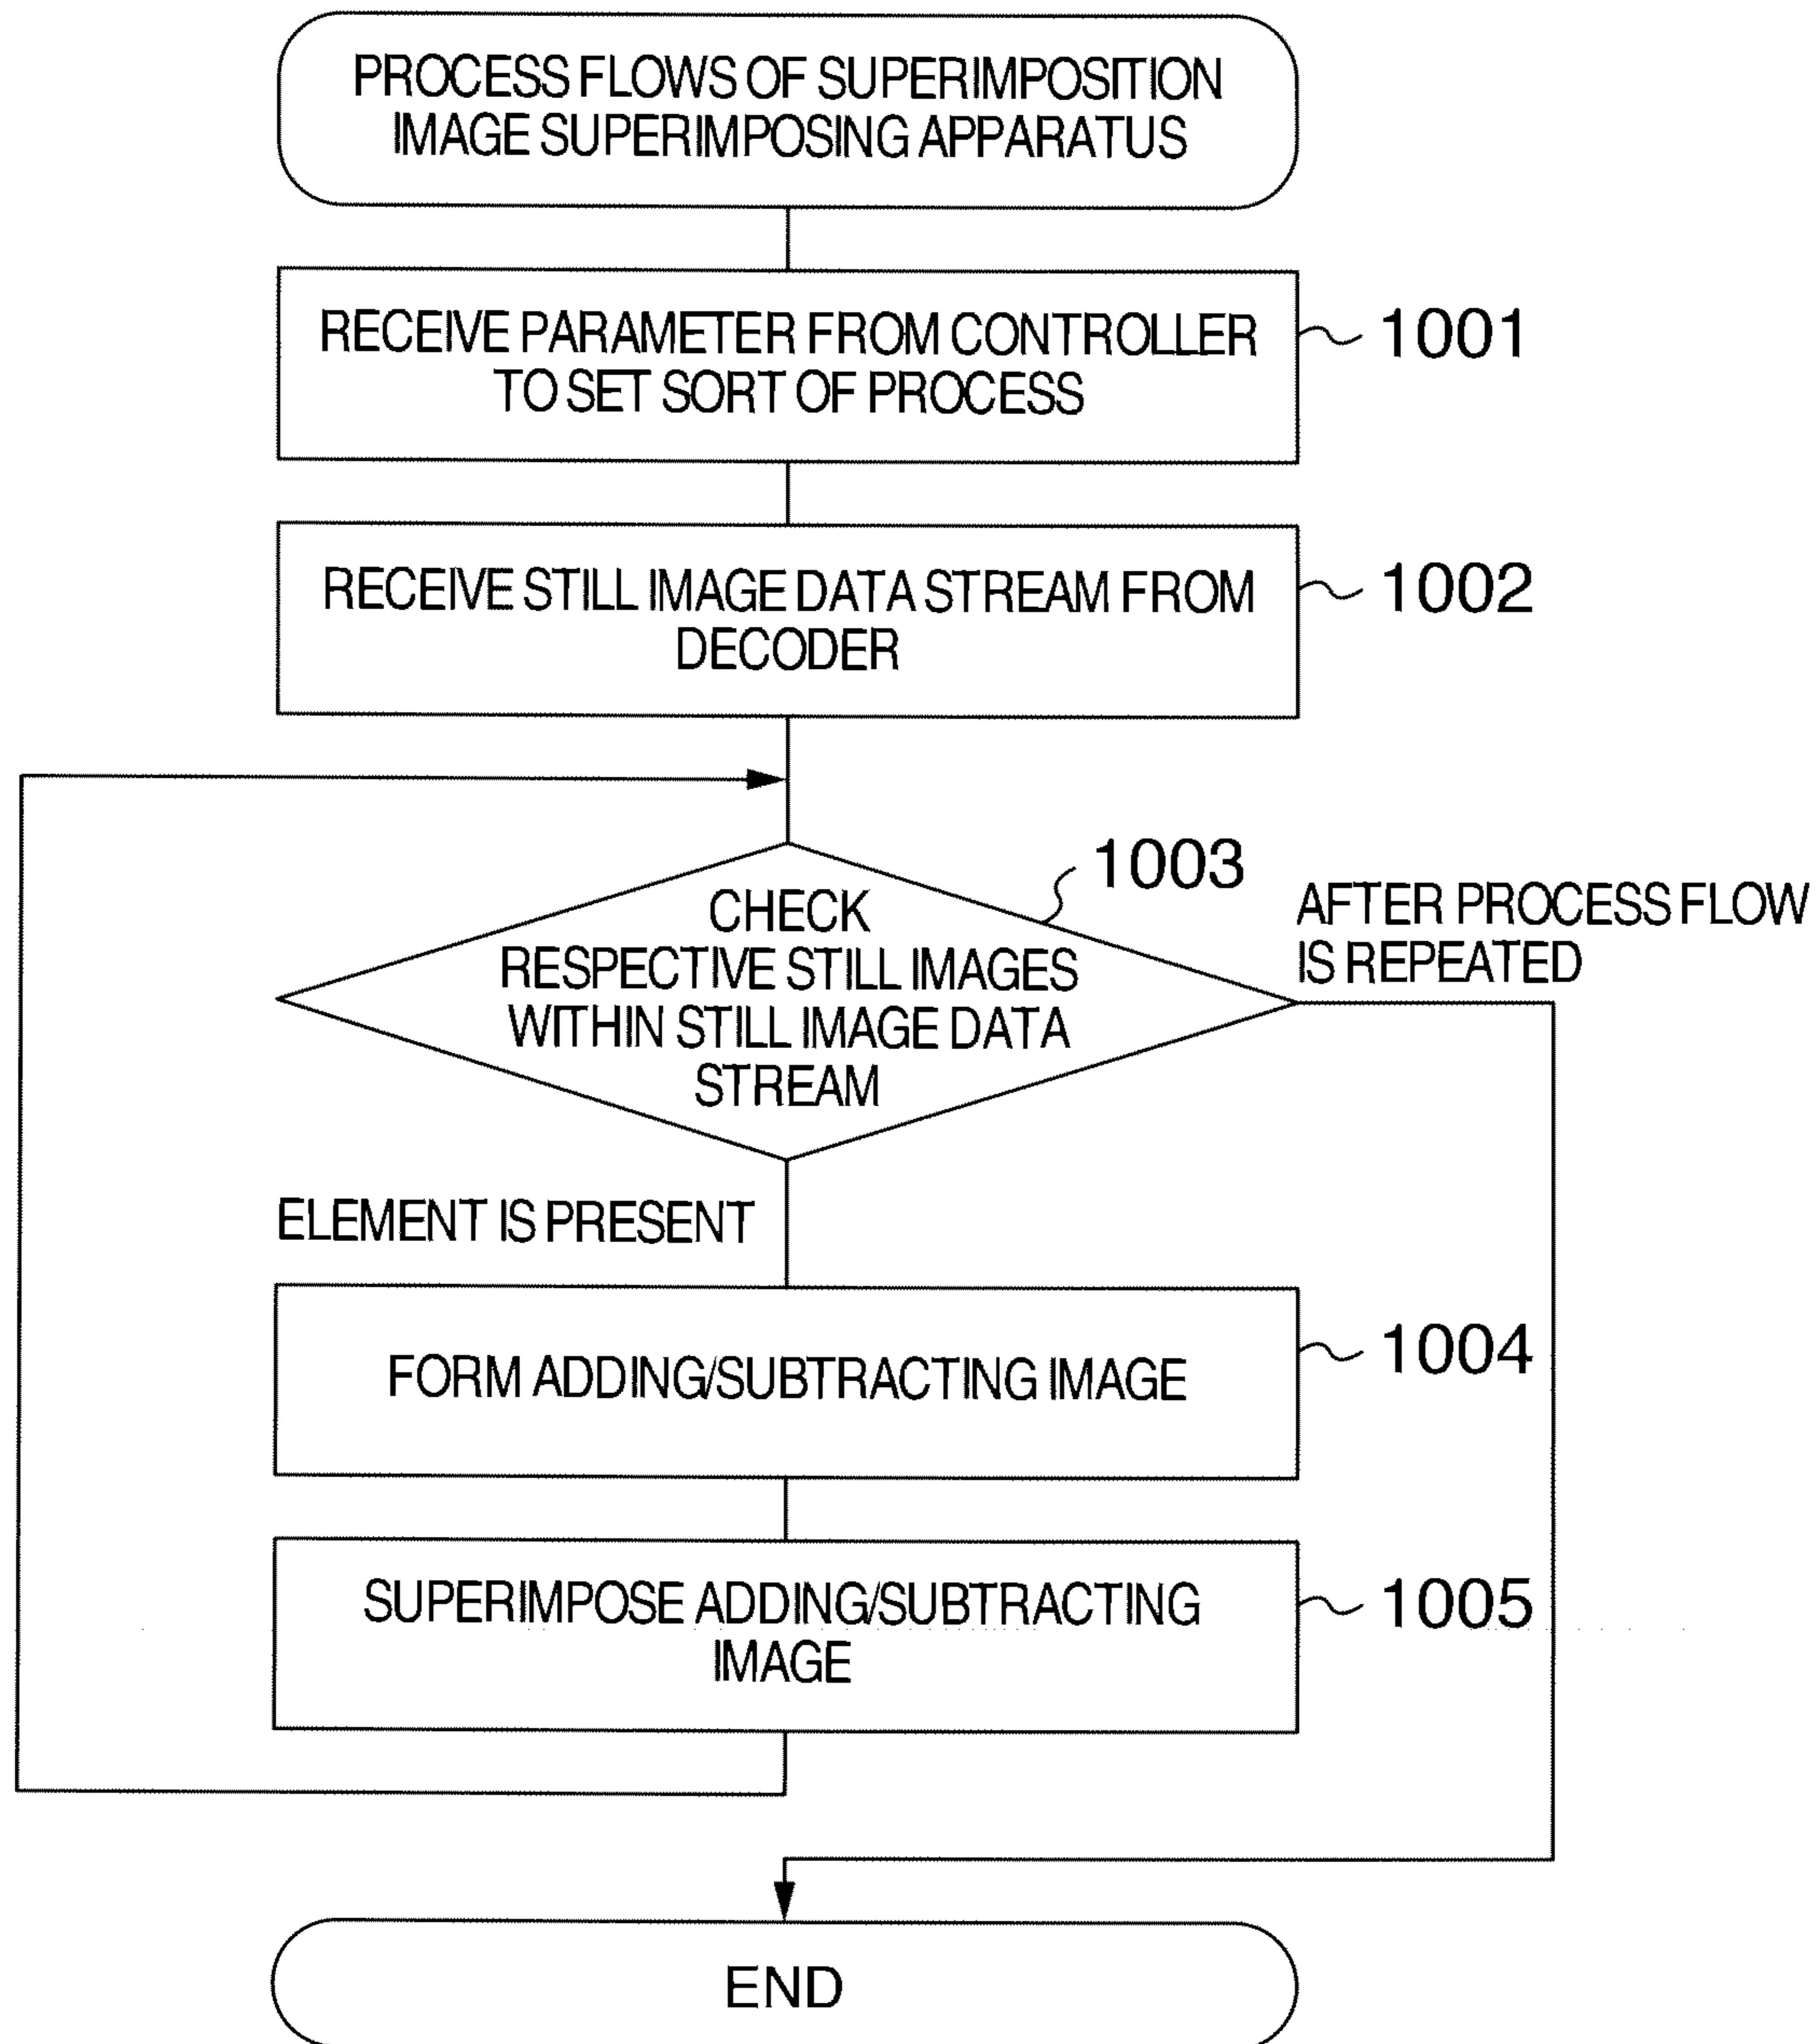 PROCESS FLOWS OF SUPERIMPOSITION
IMAGE SUPERIMPOSING APPARATUS
RECEIVE PARAMETER FROM CONTROLLER
TO SET SORT OF PROCESS
1001
RECEIVE STILL IMAGE DATA STREAM FROM
DECODER
1002
1003
CHECK
RESPECTIVE STILL IMAGES
WITHIN STILL IMAGE DATA
STREAM
AFTER PROCESS FLOW
IS REPEATED
ELEMENT IS PRESENT
FORM ADDING/SUBTRACTING IMAGE
1004
SUPERIMPOSE ADDING/SUBTRACTING
IMAGE
1005
END